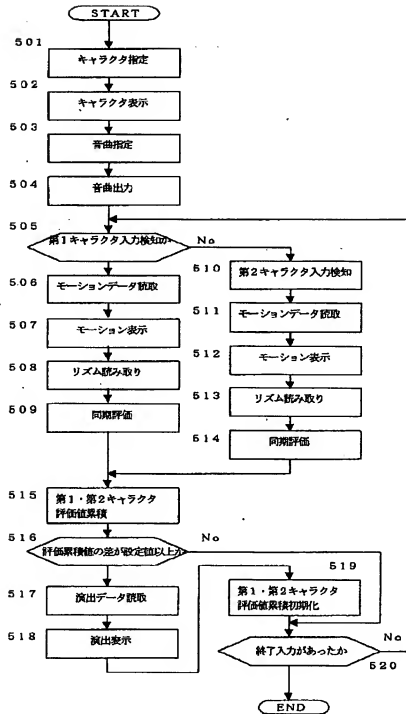 START
501
キャラクタ指定
502
キャラクタ表示
503
音曲指定
504
音曲出力
505
第1キャラクタ入力検知か
No
506
モーションデータ読取
507
モーション表示
508
リズム読み取り
509
同期評価
510
第2キャラクタ入力検知
511
モーションデータ読取
512
モーション表示
513
リズム読み取り
514
同期評価
515
第1・第2キャラクタ
評価値累積
516
評価累積値の差が設定値以上か
No
517
演出データ読取
518
演出表示
519
第1・第2キャラクタ
評価値累積初期化
終了入力があったか
No
520
END